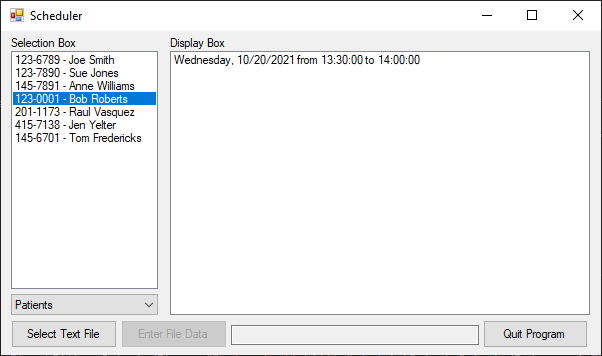 Scheduler
Selection Box
Display Box
123-6789 - Joe Smith
123-7890 - Sue Jones
145-7891 - Anne Williams
123-0001 - Bob Roberts
201-1173 - Raul Vasquez
415-7138 - Jen Yelter
145-6701 - Tom Fredericks
Wednesday, 10/20/2021 from 13:30:00 to 14:00:00
Patients
Select Text File
Enter File Data
Quit Program